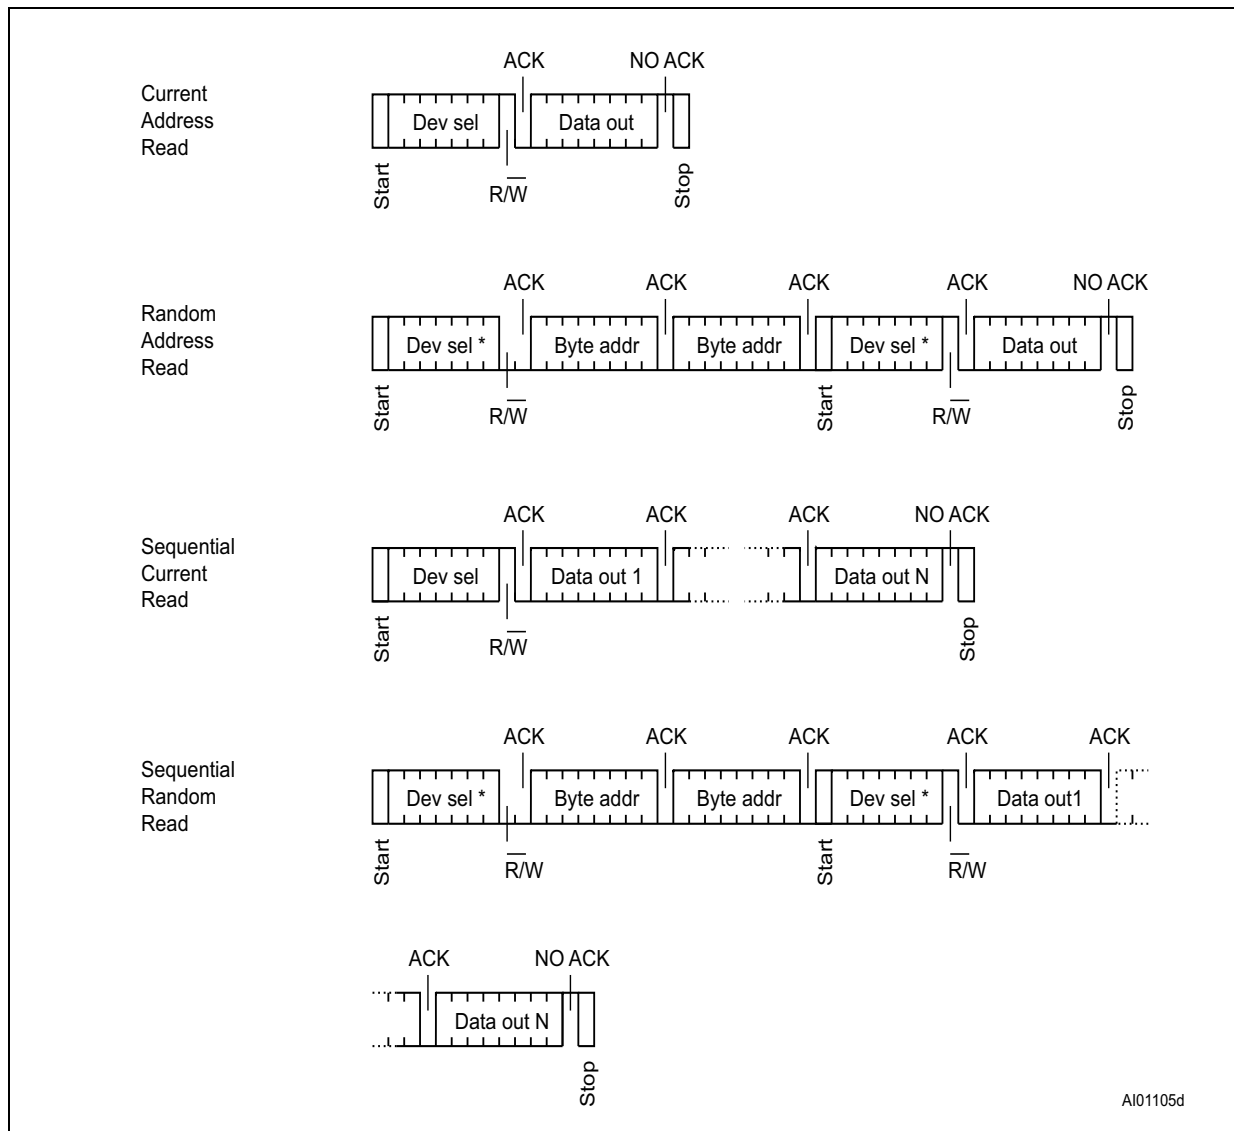 ACK NO ACK
Current
Address
Read
Dev sel Data out
Start R/W̅ Stop
ACK ACK ACK ACK NO ACK
Random
Address
Read
Dev sel * Byte addr Byte addr Dev sel * Data out
Start R/W̅ Start R/W̅ Stop
ACK ACK ACK NO ACK
Sequential
Current
Read
Dev sel Data out 1 Data out N
Start R/W̅ Stop
ACK ACK ACK ACK ACK
Sequential
Random
Read
Dev sel * Byte addr Byte addr Dev sel * Data out1
Start R̅/W Start R̅/W
ACK NO ACK
Data out N
Stop
AI01105d